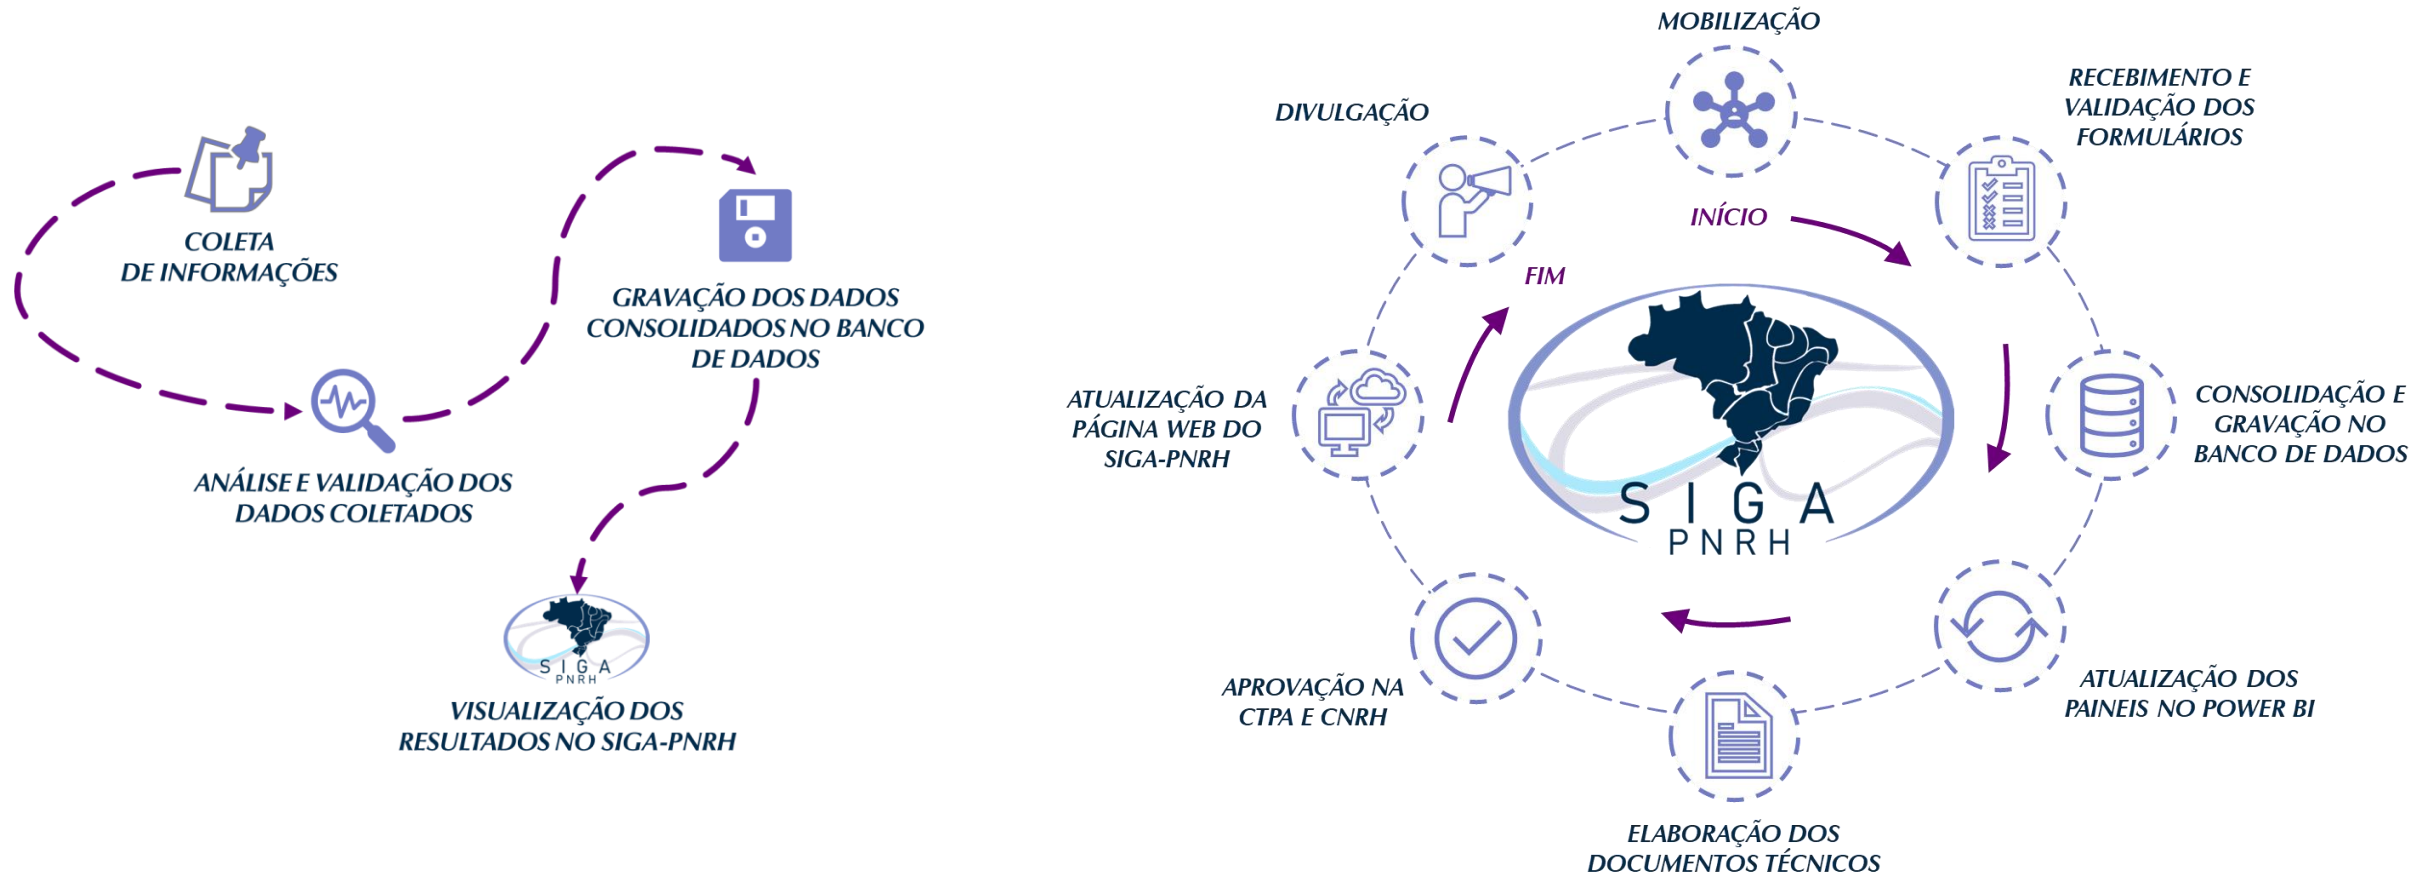 COLETA
DE INFORMAÇÕES
ANÁLISE E VALIDAÇÃO DOS
DADOS COLETADOS
GRAVAÇÃO DOS DADOS
CONSOLIDADOS NO BANCO
DE DADOS
SIGA
PNRH
VISUALIZAÇÃO DOS
RESULTADOS NO SIGA-PNRH
MOBILIZAÇÃO
RECEBIMENTO E
VALIDAÇÃO DOS
FORMULÁRIOS
CONSOLIDAÇÃO E
GRAVAÇÃO NO
BANCO DE DADOS
ATUALIZAÇÃO DOS
PAINEIS NO POWER BI
ELABORAÇÃO DOS
DOCUMENTOS TÉCNICOS
APROVAÇÃO NA
CTPA E CNRH
ATUALIZAÇÃO DA
PÁGINA WEB DO
SIGA-PNRH
DIVULGAÇÃO
INÍCIO
FIM
SIGA
PNRH